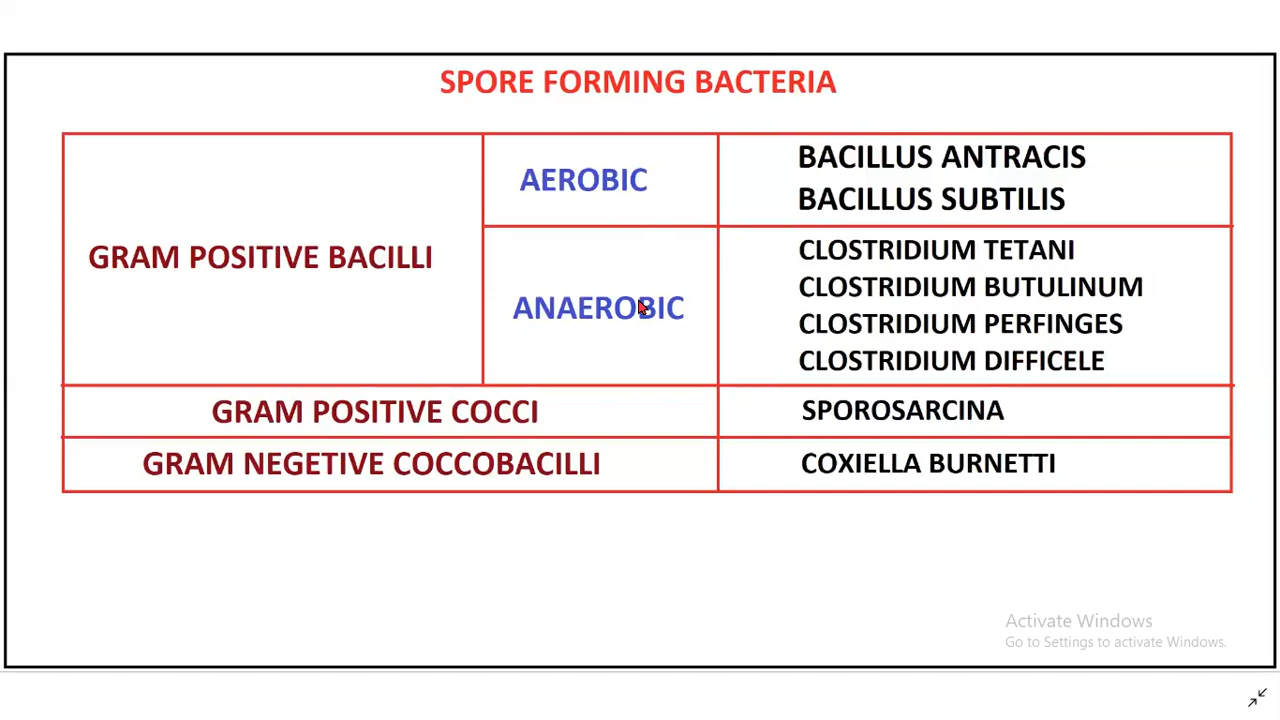 SPORE FORMING BACTERIA
GRAM POSITIVE BACILLI
AEROBIC
BACILLUS ANTRACIS
BACILLUS SUBTILIS
ANAEROBIC
CLOSTRIDIUM TETANI
CLOSTRIDIUM BUTULINUM
CLOSTRIDIUM PERFINGES
CLOSTRIDIUM DIFFICELE
GRAM POSITIVE COCCI
SPOROSARCINA
GRAM NEGETIVE COCCOBACILLI
COXIELLA BURNETTI
Activate Windows
Go to Settings to activate Windows.